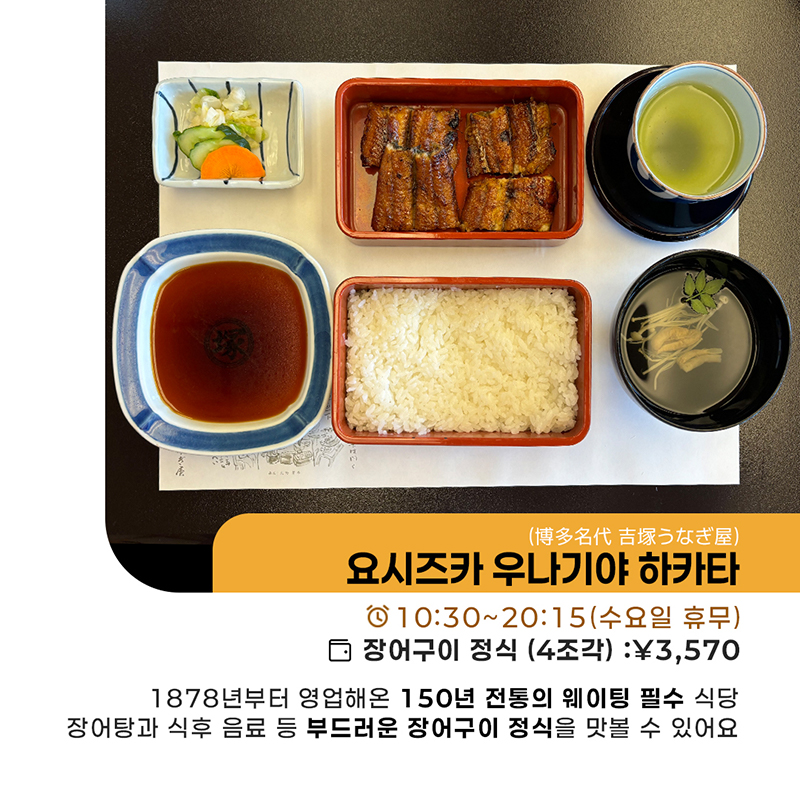 (博多名代 吉塚うなぎ屋)
요시즈카 우나기야 하카타
10:30~20:15(수요일 휴무)
장어구이 정식 (4조각) :¥3,570
1878년부터 영업해온 150년 전통의 웨이팅 필수 식당
장어탕과 식후 음료 등 부드러운 장어구이 정식을 맛볼 수 있어요